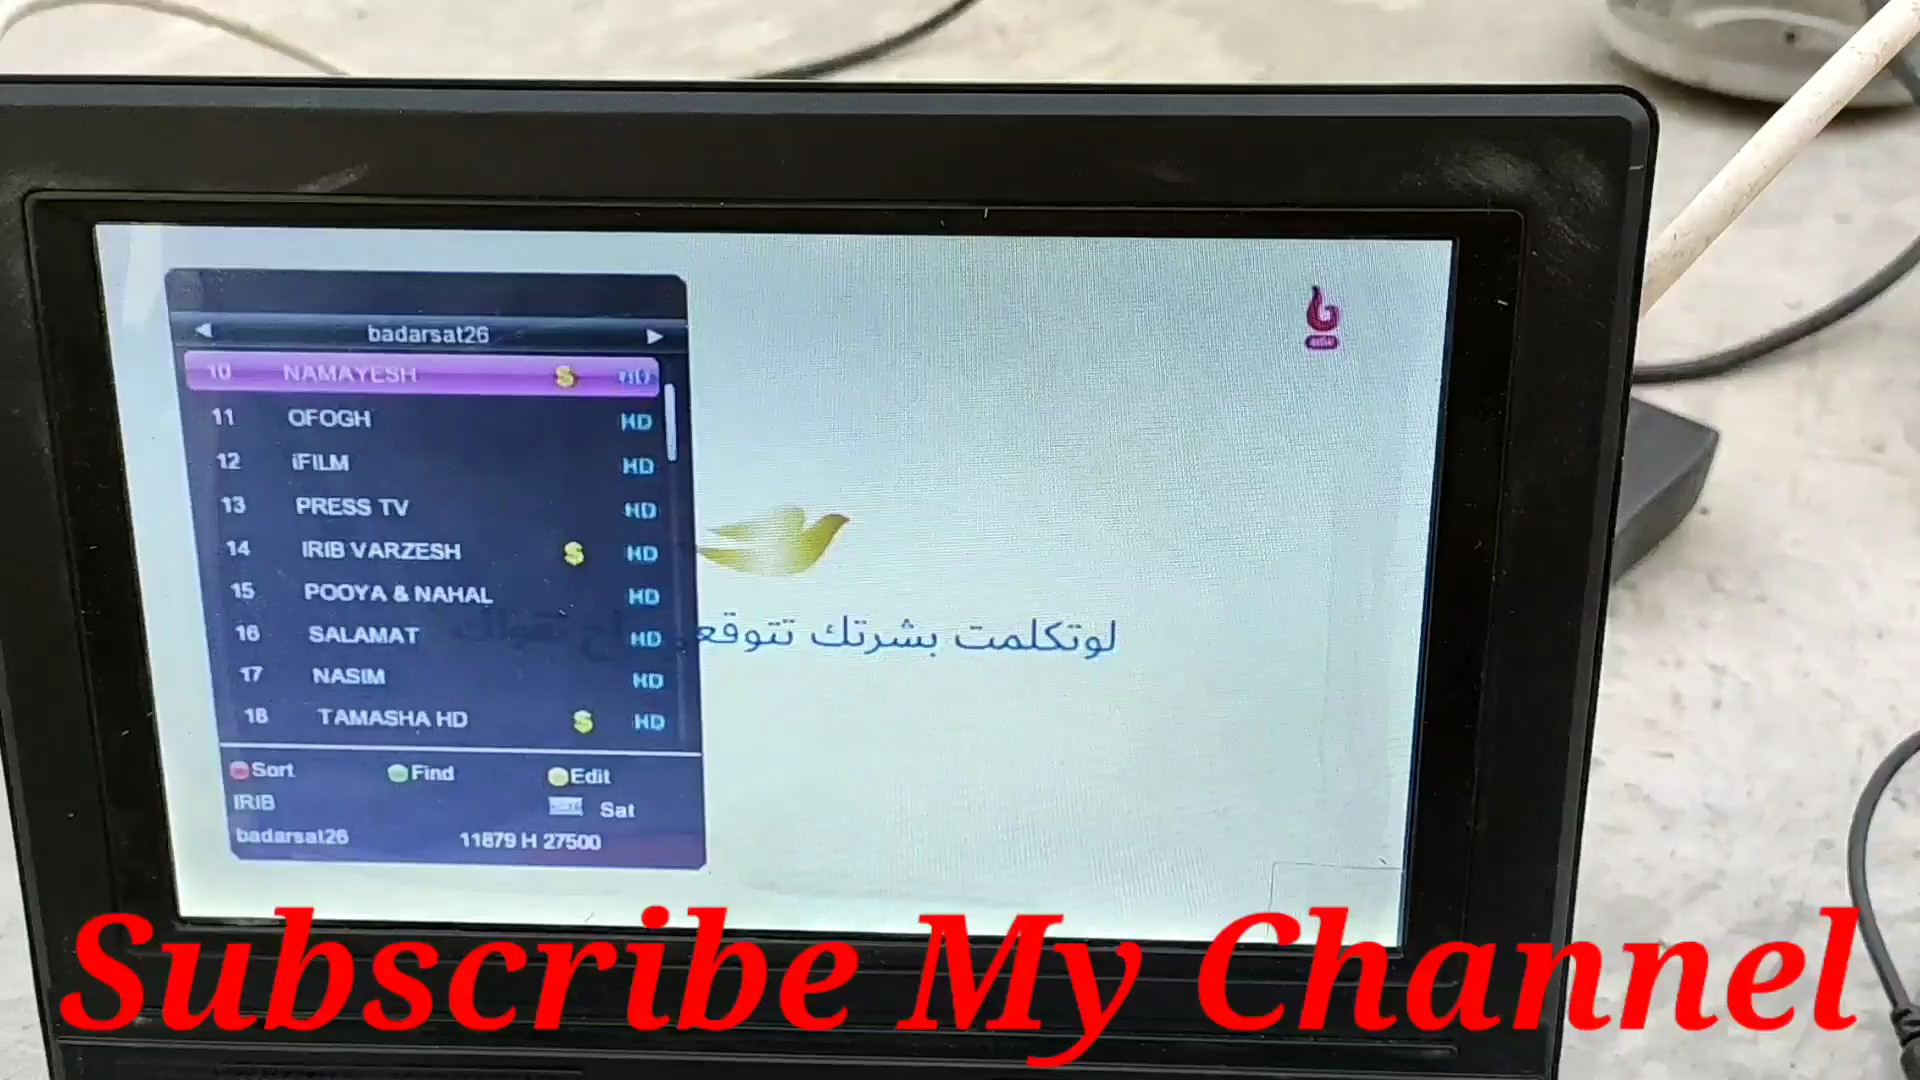 badarsat26
10 NAMAYESH $ HD
11 OFOGH HD
12 iFILM HD
13 PRESS TV HD
14 IRIB VARZESH $ HD
15 POOYA & NAHAL HD
16 SALAMAT HD
17 NASIM HD
18 TAMASHA HD $ HD
لوتكلمت بشرتك
Sort Find Edit
IRIB Sat
badarsat26 11879 H 27500
Subscribe My Channel